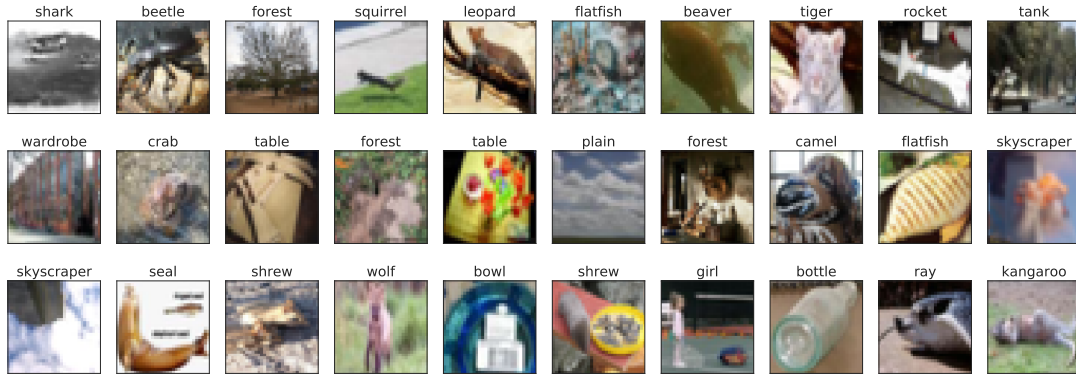 shark beetle forest squirrel leopard flatfish beaver tiger rocket tank
wardrobe crab table forest table plain forest camel flatfish skyscraper
skyscraper seal shrew wolf bowl shrew girl bottle ray kangaroo